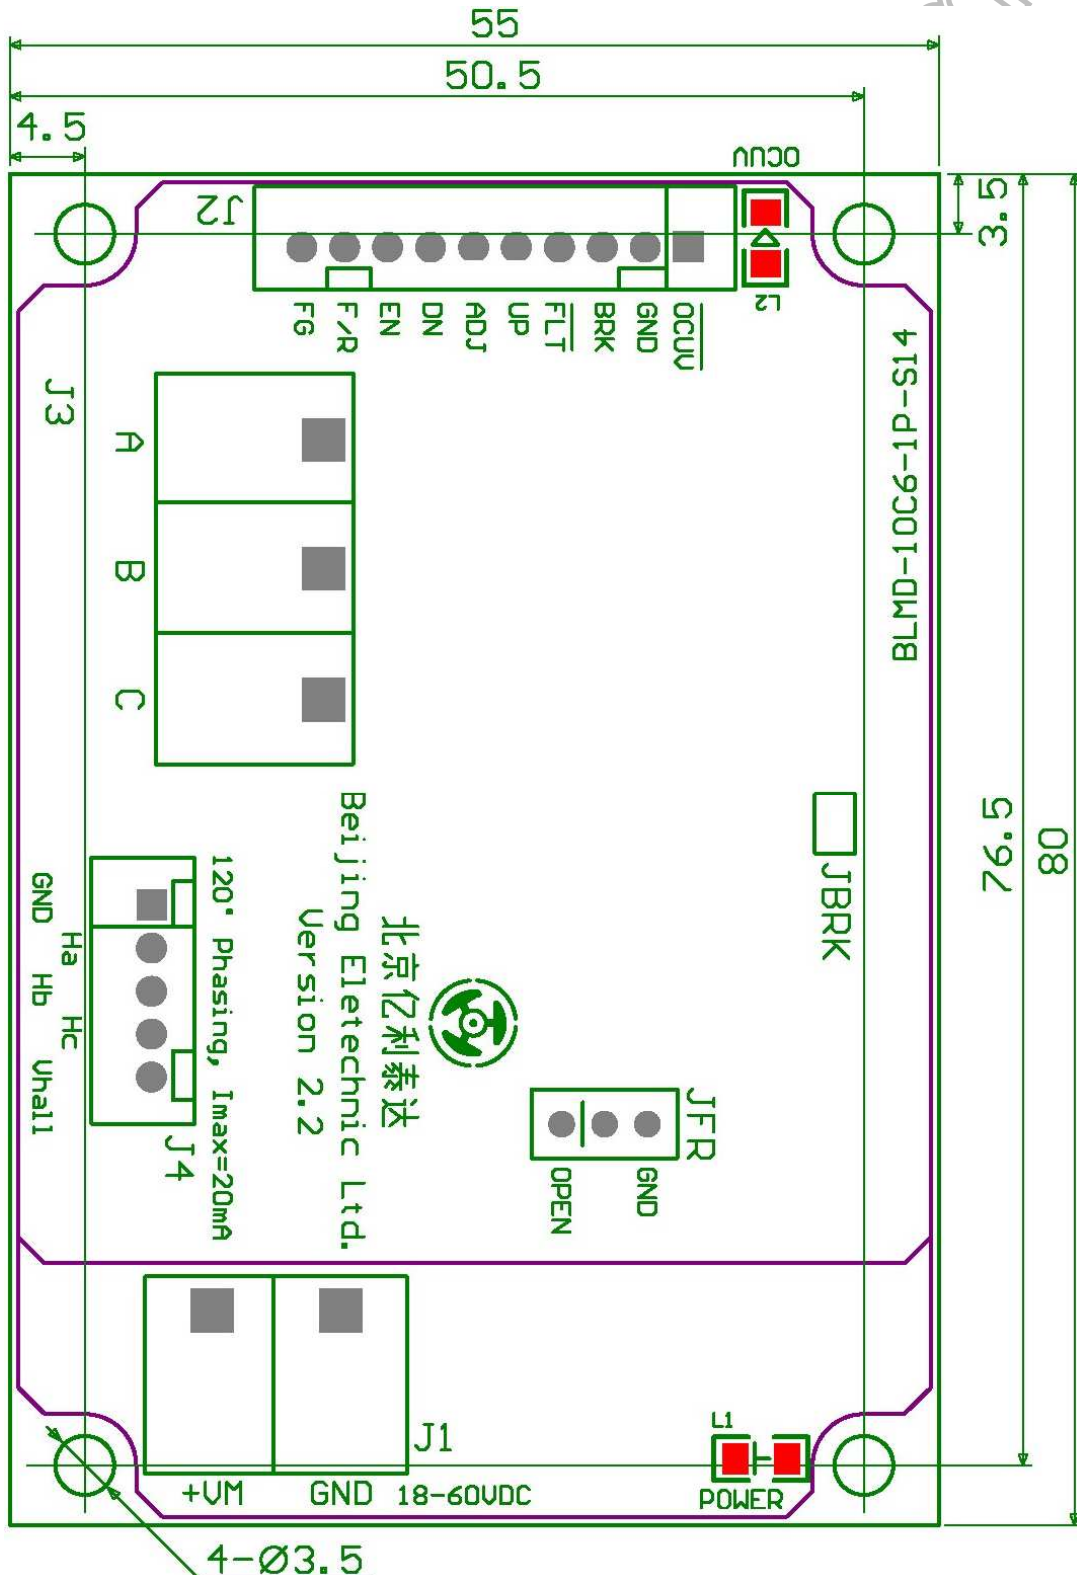 55
50.5
4.5
OCUV
3.5
J2
L2
FG
F/R
EN
DN
ADJ
UP
FLT
BRK
GND
OCUV
J3
A
B
C
BLMD-10C6-1P-S14
76.5
80
JBRK
北京亿利泰达
Beijing Eletechnic Ltd.
Version 2.2
120° Phasing, Imax=20mA
GND
Ha
Hb
Hc
Vhall
J4
JFR
OPEN
GND
J1
L1
+VM
GND
18-60VDC
POWER
4-Ø3.5